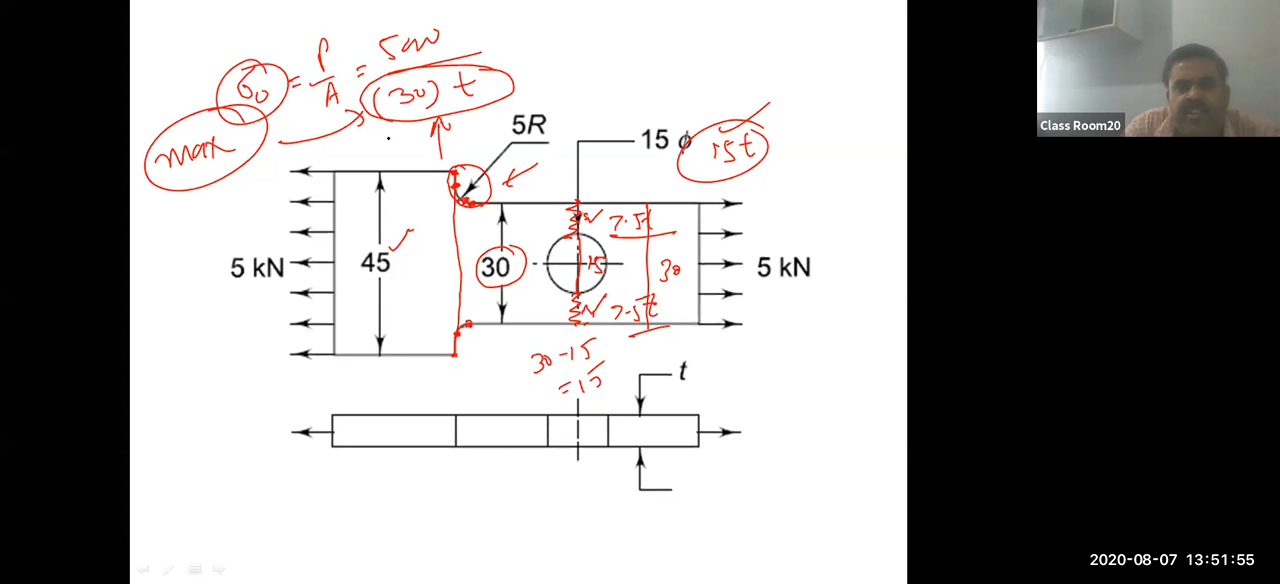 σ₀ = P/A = 5000/(30) t
max
5R
15 ϕ
15t
7.5t
5 kN
45
30
15
30
5 kN
7.5t
30-15
=15
t
t
Class Room20
2020-08-07 13:51:55